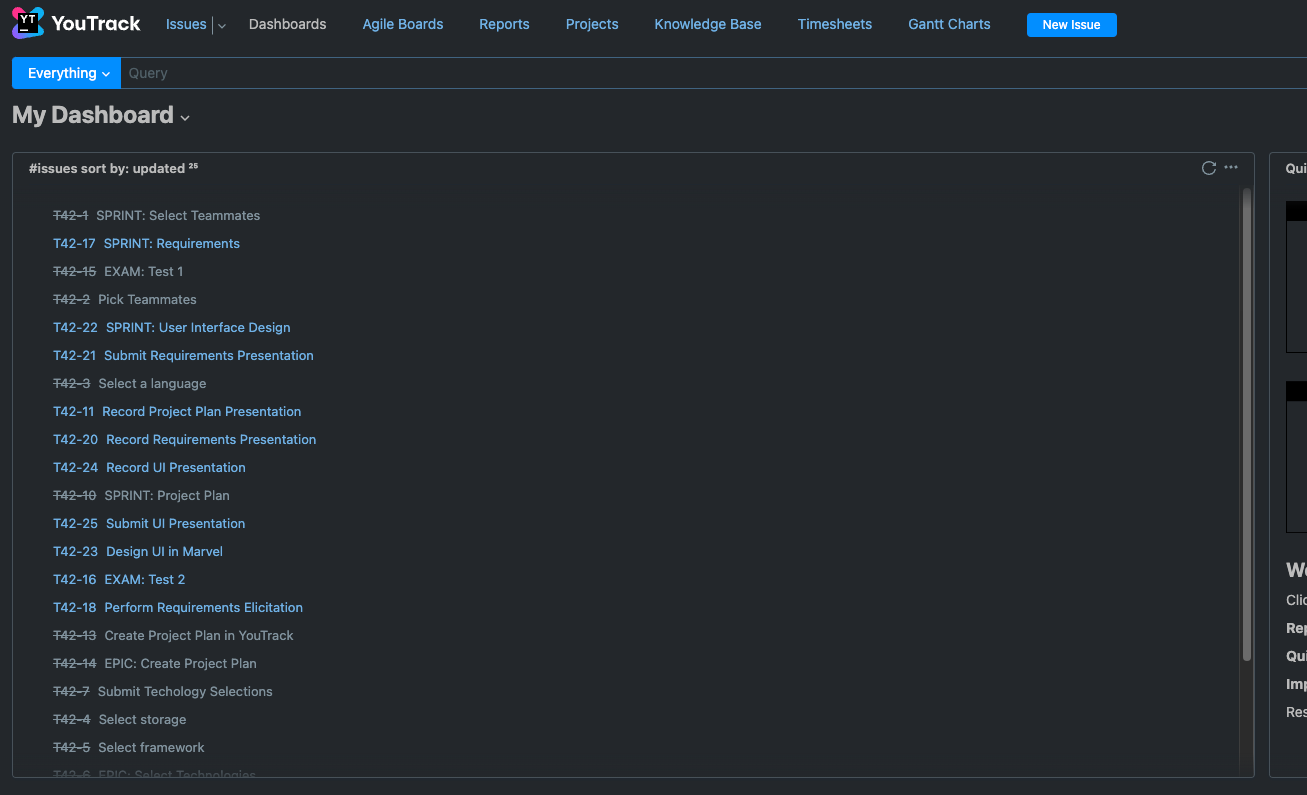 YT YouTrack Issues Dashboards Agile Boards Reports Projects Knowledge Base Timesheets Gantt Charts New Issue
Everything Query
My Dashboard
#issues sort by: updated 25
T42-1 SPRINT: Select Teammates
T42-17 SPRINT: Requirements
T42-15 EXAM: Test 1
T42-2 Pick Teammates
T42-22 SPRINT: User Interface Design
T42-21 Submit Requirements Presentation
T42-3 Select a language
T42-11 Record Project Plan Presentation
T42-20 Record Requirements Presentation
T42-24 Record UI Presentation
T42-10 SPRINT: Project Plan
T42-25 Submit UI Presentation
T42-23 Design UI in Marvel
T42-16 EXAM: Test 2
T42-18 Perform Requirements Elicitation
T42-13 Create Project Plan in YouTrack
T42-14 EPIC: Create Project Plan
T42-7 Submit Techology Selections
T42-4 Select storage
T42-5 Select framework
T42-6 EPIC: Select Technologies
Qui
We
Clic
Rep
Qui
Imp
Res